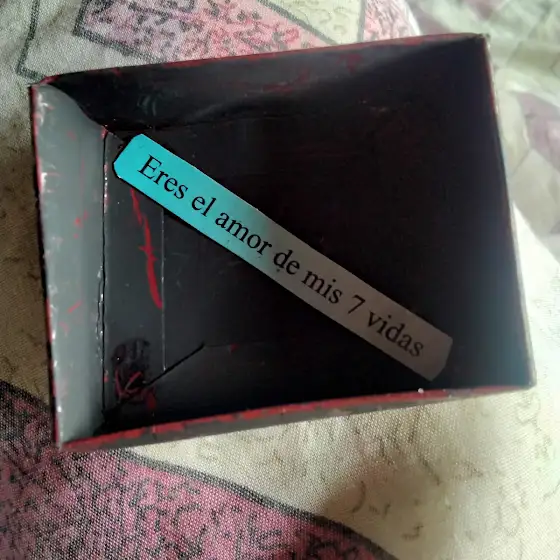 Eres el amor de mis 7 vidas